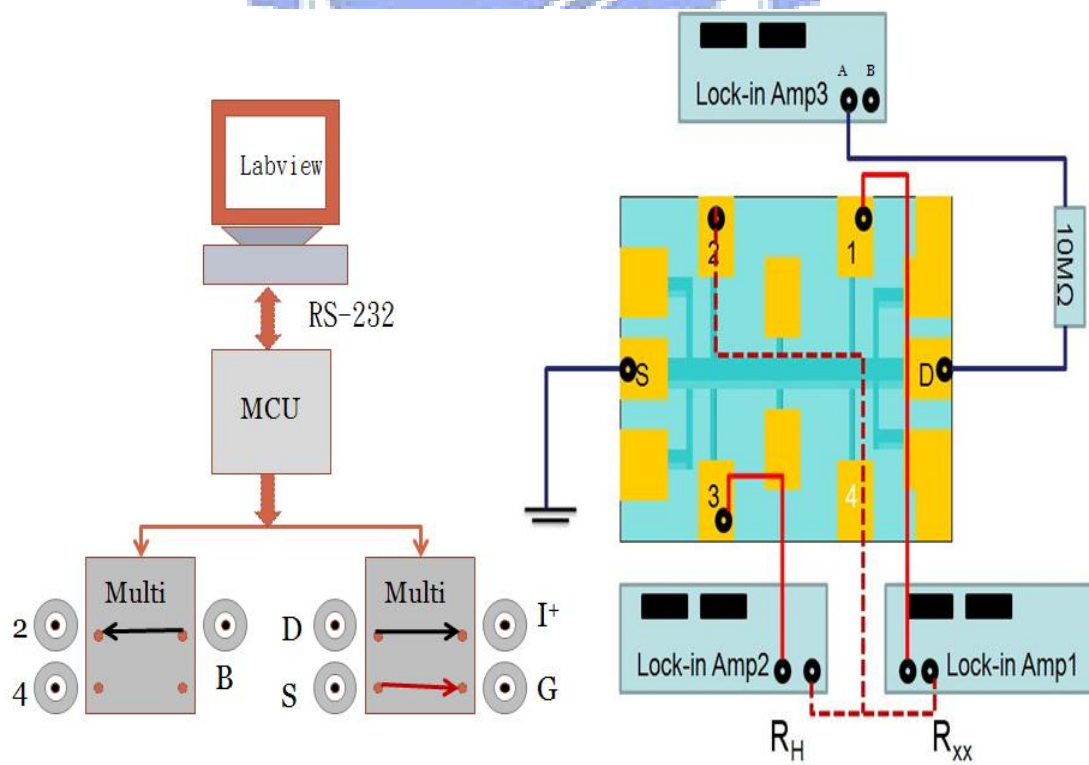 Labview
RS-232
MCU
Multi
2
4
B
Multi
D
S
I+
G
A
B
Lock-in Amp3
10MΩ
2
1
S
D
3
4
Lock-in Amp2
Lock-in Amp1
RH
Rxx